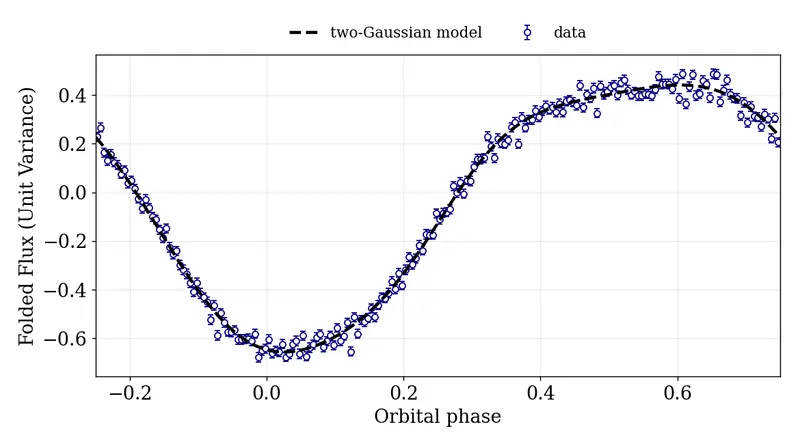 two-Gaussian model data
Folded Flux (Unit Variance)
0.4
0.2
0.0
−0.2
−0.4
−0.6
−0.2 0.0 0.2 0.4 0.6
Orbital phase